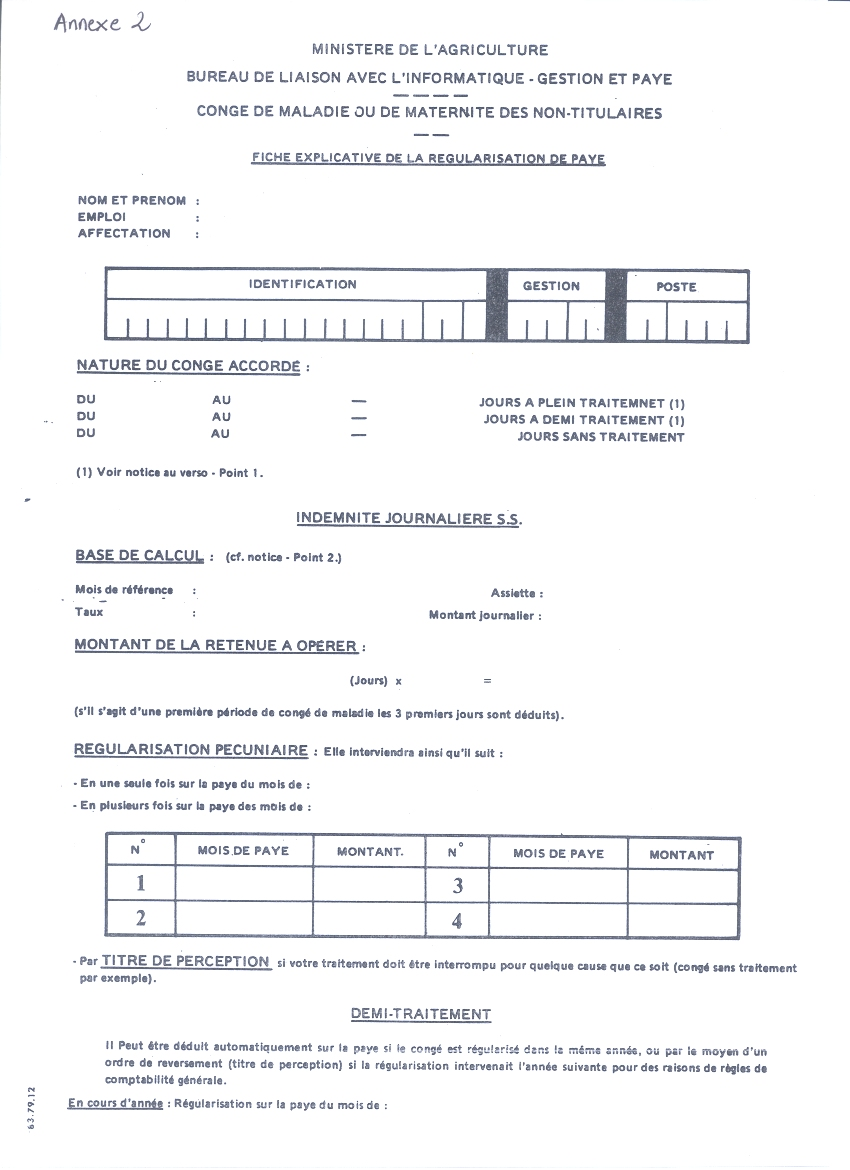 Annexe 2
MINISTERE DE L'AGRICULTURE
BUREAU DE LIAISON AVEC L'INFORMATIQUE - GESTION ET PAYE
CONGE DE MALADIE OU DE MATERNITE DES NON-TITULAIRES
FICHE EXPLICATIVE DE LA REGULARISATION DE PAYE
NOM ET PRENOM :
EMPLOI :
AFFECTATION :
IDENTIFICATION GESTION POSTE
NATURE DU CONGE ACCORDE :
DU AU — JOURS A PLEIN TRAITEMNET (1)
DU AU — JOURS A DEMI TRAITEMENT (1)
DU AU — JOURS SANS TRAITEMENT
(1) Voir notice au verso - Point 1.
INDEMNITE JOURNALIERE S.S.
BASE DE CALCUL : (cf. notice - Point 2.)
Mois de référence : Assiette :
Taux : Montant journalier :
MONTANT DE LA RETENUE A OPERER :
(Jours) x =
(s'il s'agit d'une première période de congé de maladie les 3 premiers jours sont déduits).
REGULARISATION PECUNIAIRE : Elle interviendra ainsi qu'il suit :
- En une seule fois sur la paye du mois de :
- En plusieurs fois sur la paye des mois de :
N° MOIS DE PAYE MONTANT. N° MOIS DE PAYE MONTANT
1 3
2 4
- Par TITRE DE PERCEPTION si votre traitement doit être interrompu pour quelque cause que ce soit (congé sans traitement
par exemple).
DEMI-TRAITEMENT
Il Peut être déduit automatiquement sur la paye si le congé est régularisé dans la même année, ou par le moyen d'un
ordre de reversement (titre de perception) si la régularisation intervenait l'année suivante pour des raisons de règles de
comptabilité générale.
En cours d'année : Régularisation sur la paye du mois de :
63.79.12